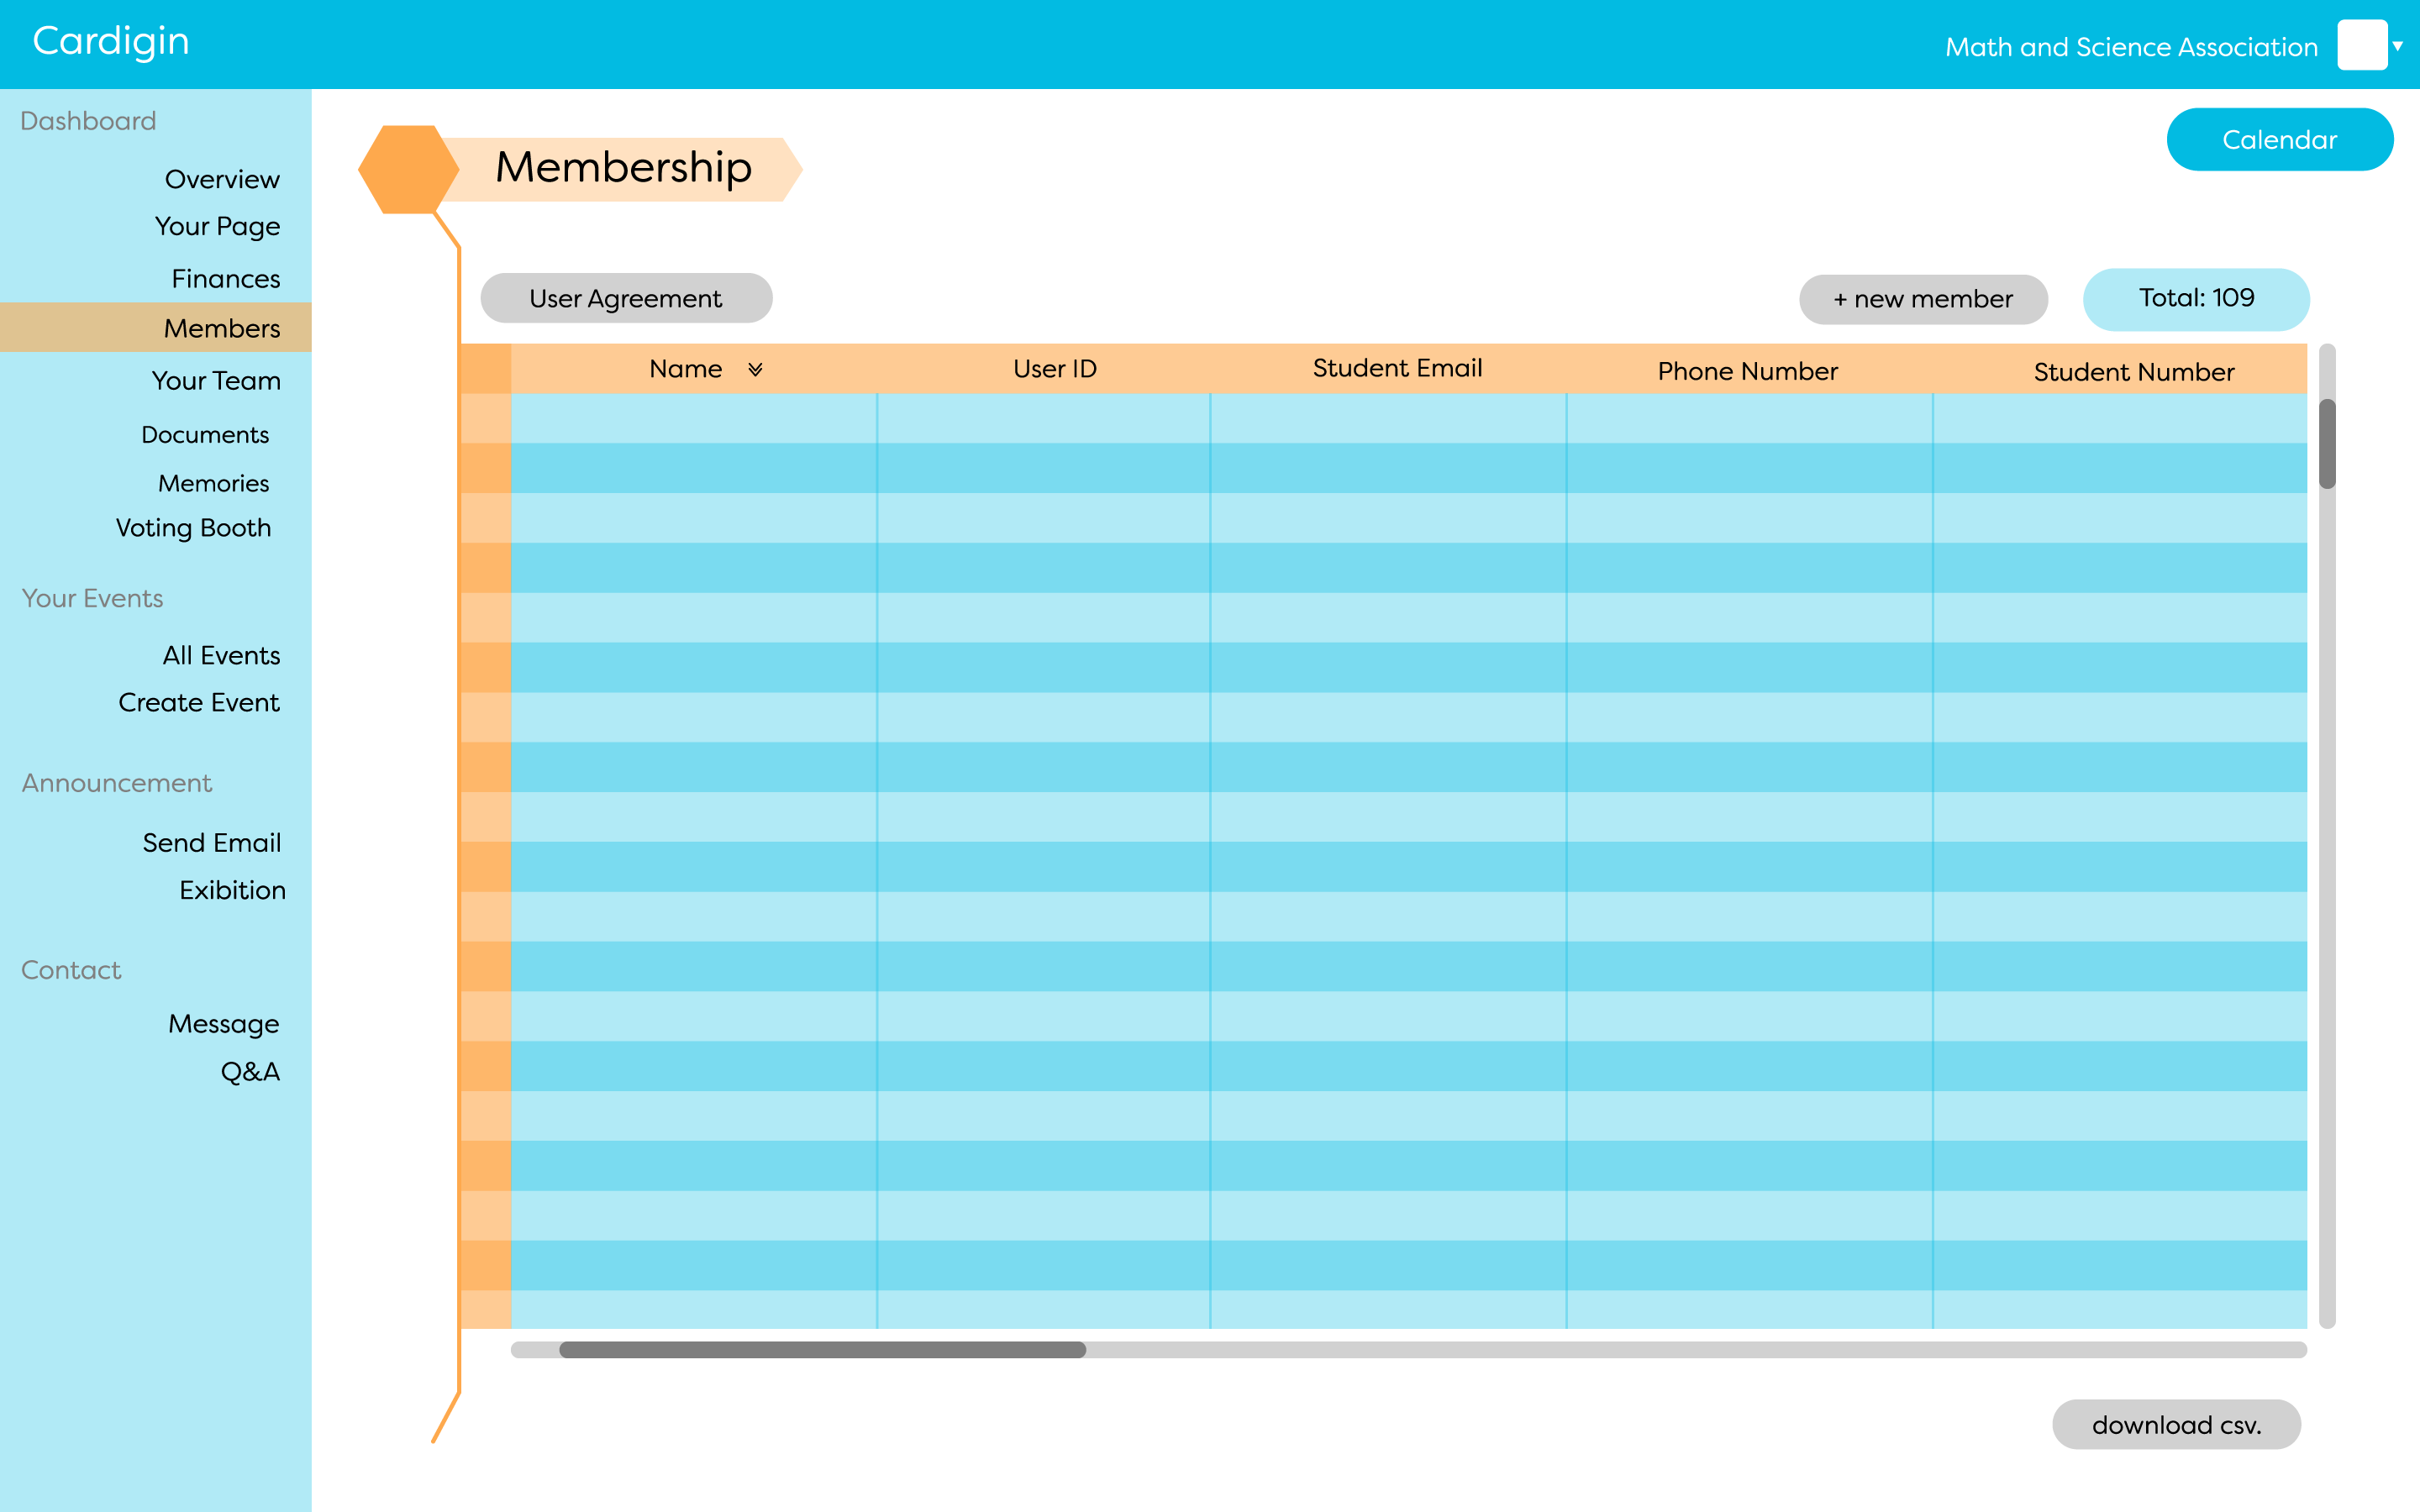 Cardigin
Math and Science Association
Dashboard
Overview
Your Page
Finances
Members
Your Team
Documents
Memories
Voting Booth
Your Events
All Events
Create Event
Announcement
Send Email
Exibition
Contact
Message
Q&A
Membership
Calendar
User Agreement
+ new member
Total: 109
Name
User ID
Student Email
Phone Number
Student Number
download csv.